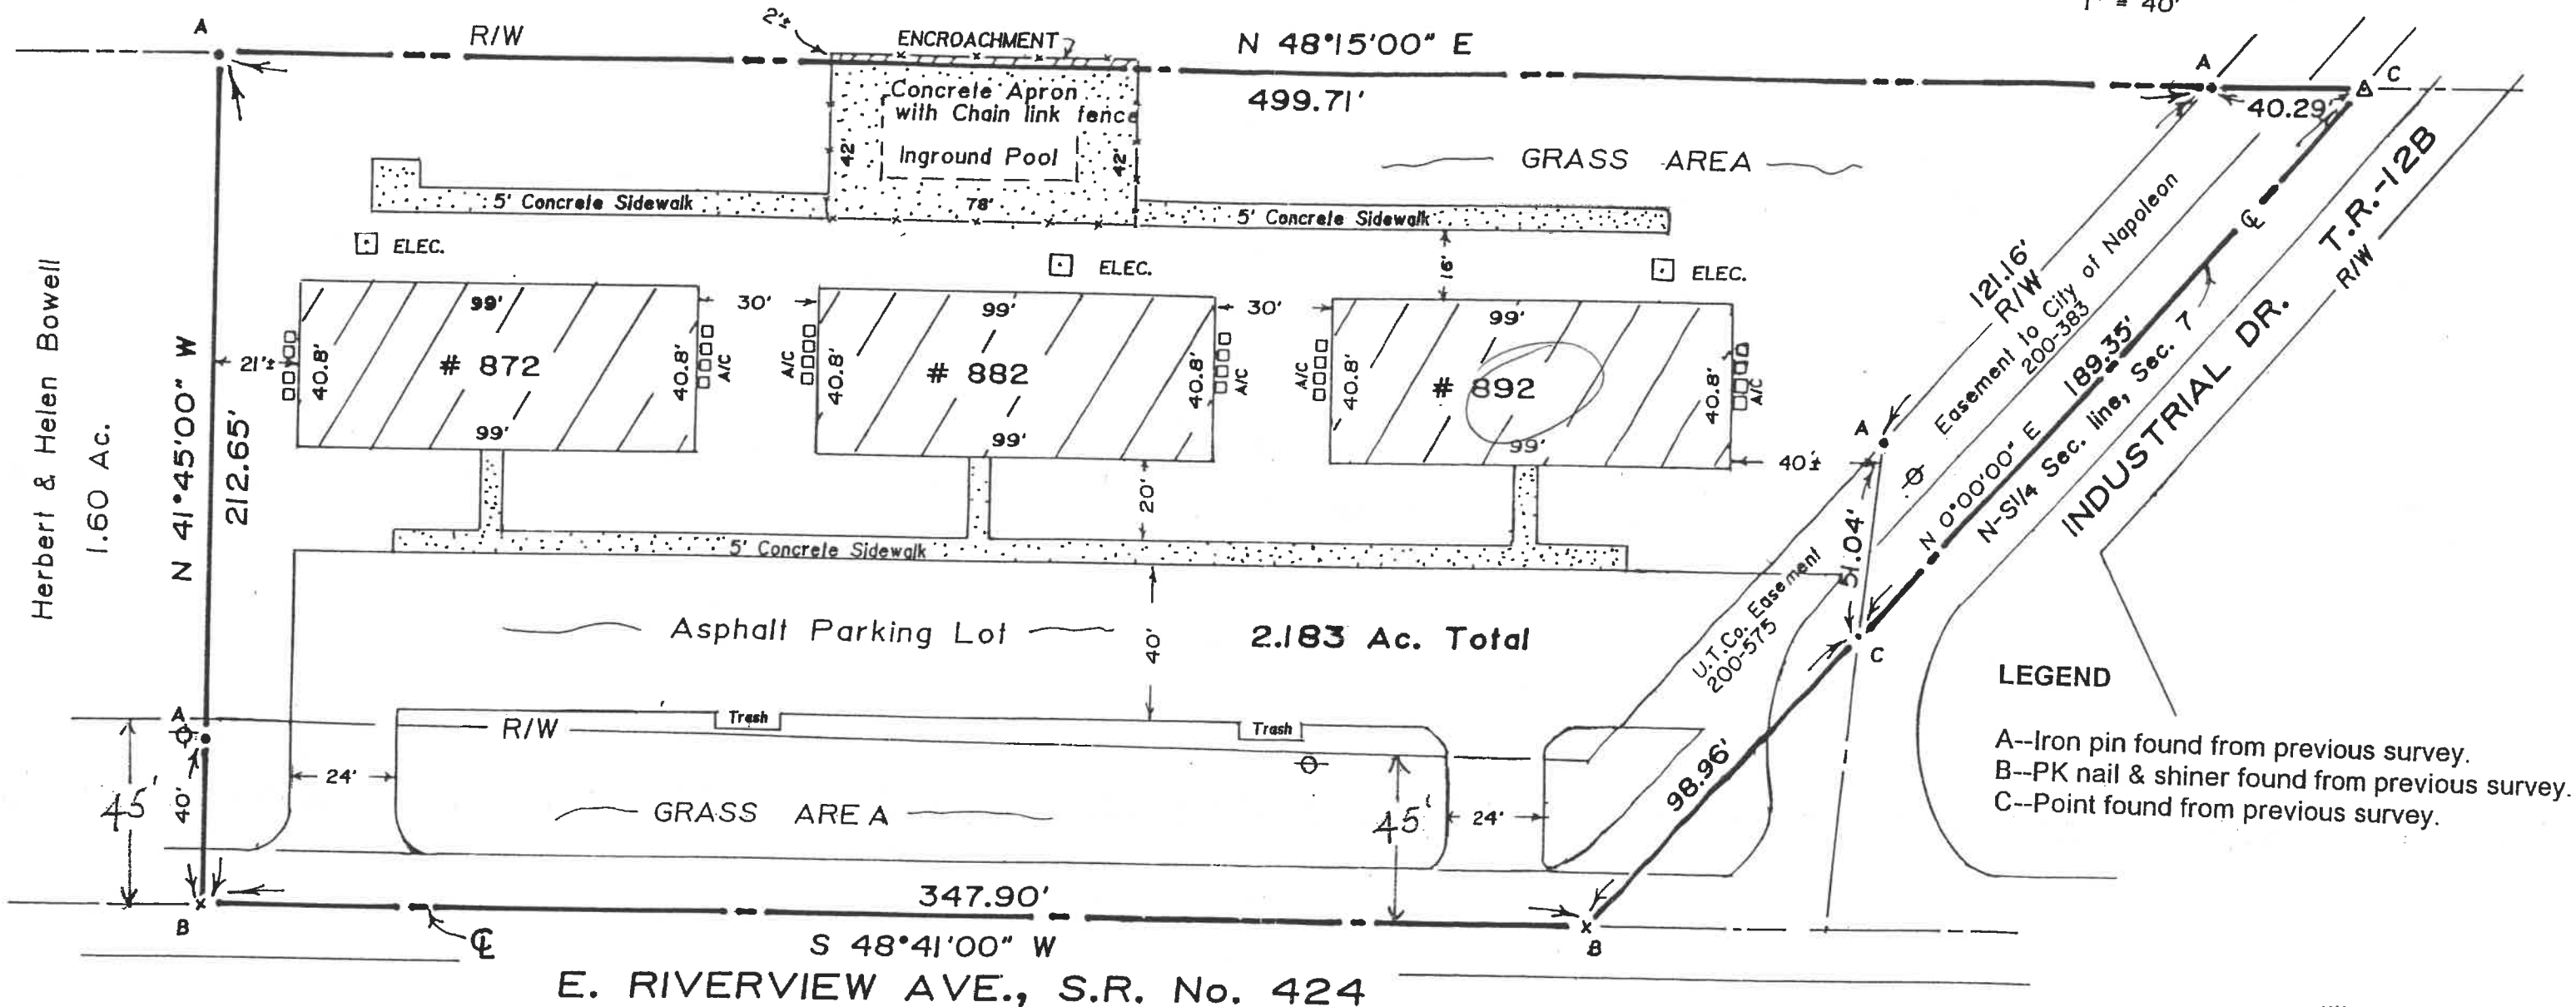 1" = 40'
A
R/W
2'±
ENCROACHMENT
N 48°15'00" E
499.71'
A
C
40.29'
Concrete Apron
with Chain link fence
Inground Pool
42'
42'
78'
GRASS AREA
5' Concrete Sidewalk
5' Concrete Sidewalk
ELEC.
ELEC.
ELEC.
16'
T.R.-12B
R/W
INDUSTRIAL DR.
121.16'
R/W
Easement to City of Napoleon
200-383
189.35'
N 0°00'00" E
N-S1/4 Sec. line, Sec. 7
℄
Herbert & Helen Bowell
1.60 Ac.
N 41°45'00" W
212.65'
21'±
99'
40.8'
# 872
40.8'
99'
A/C
30'
A/C
99'
40.8'
# 882
40.8'
99'
A/C
30'
A/C
99'
40.8'
# 892
40.8'
99'
A/C
40'±
A
51.04'
20'
5' Concrete Sidewalk
Asphalt Parking Lot
40'
2.183 Ac. Total
U.T.Co. Easement
200-575
C
A
R/W
Trash
Trash
45'
40'
24'
GRASS AREA
45'
24'
98.96'
LEGEND
A--Iron pin found from previous survey.
B--PK nail & shiner found from previous survey.
C--Point found from previous survey.
B
347.90'
℄
S 48°41'00" W
B
E. RIVERVIEW AVE., S.R. No. 424